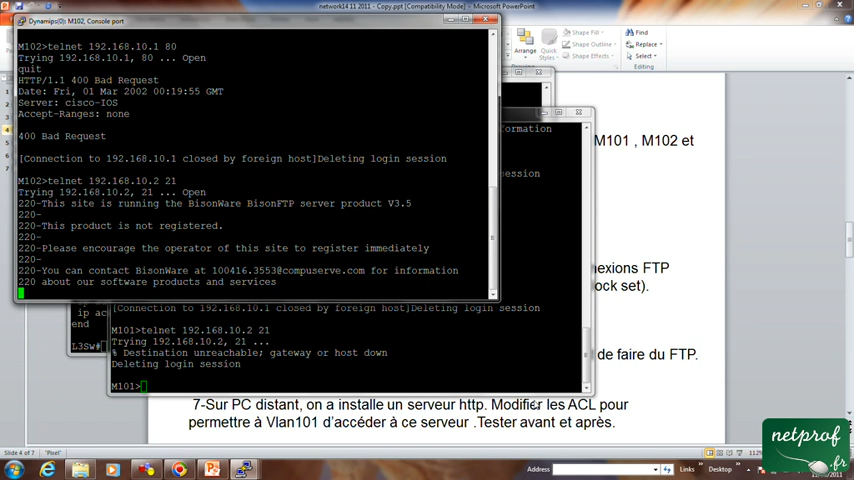 network14 11 2011 - Copy.ppt [Compatibility Mode] - Microsoft PowerPoint
Dynamips(0): M102, Console port
M102>telnet 192.168.10.1 80
Trying 192.168.10.1, 80 ... Open
quit
HTTP/1.1 400 Bad Request
Date: Fri, 01 Mar 2002 00:19:55 GMT
Server: cisco-IOS
Accept-Ranges: none
400 Bad Request
[Connection to 192.168.10.1 closed by foreign host]Deleting login session
M102>telnet 192.168.10.2 21
Trying 192.168.10.2, 21 ... Open
220-This site is running the BisonWare BisonFTP server product V3.5
220-
220-This product is not registered.
220-
220-Please encourage the operator of this site to register immediately
220-
220-You can contact BisonWare at 100416.3553@compuserve.com for information
220 about our software products and services
Arrange
Quick
Styles
Shape Fill
Shape Outline
Shape Effects
Find
Replace
Select
Drawing
Editing
ormation
ession
M101 , M102 et
nexions FTP
ock set).
de faire du FTP.
ip ac
end
L3SW#
[Connection to 192.168.10.1 closed by foreign host]Deleting login session
M101>telnet 192.168.10.2 21
Trying 192.168.10.2, 21 ...
% Destination unreachable; gateway or host down
Deleting login session
M101>
7-Sur PC distant, on a installe un serveur http. Modifier les ACL pour
permettre à Vlan101 d'accéder à ce serveur .Tester avant et après.
netprof
.fr
Slide 4 of 7
"Pixel"
Address
Links
Desktop